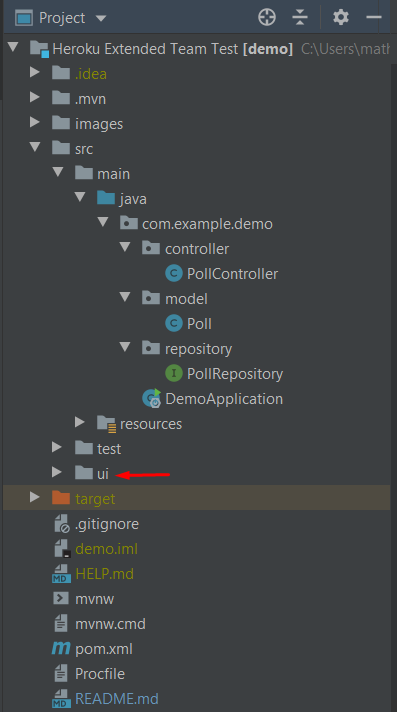 Project
Heroku Extended Team Test [demo] C:\Users\math
.idea
.mvn
images
src
main
java
com.example.demo
controller
C PollController
model
C Poll
repository
I PollRepository
C DemoApplication
resources
test
ui
target
.gitignore
demo.iml
MD HELP.md
mvnw
mvnw.cmd
m pom.xml
Procfile
MD README.md